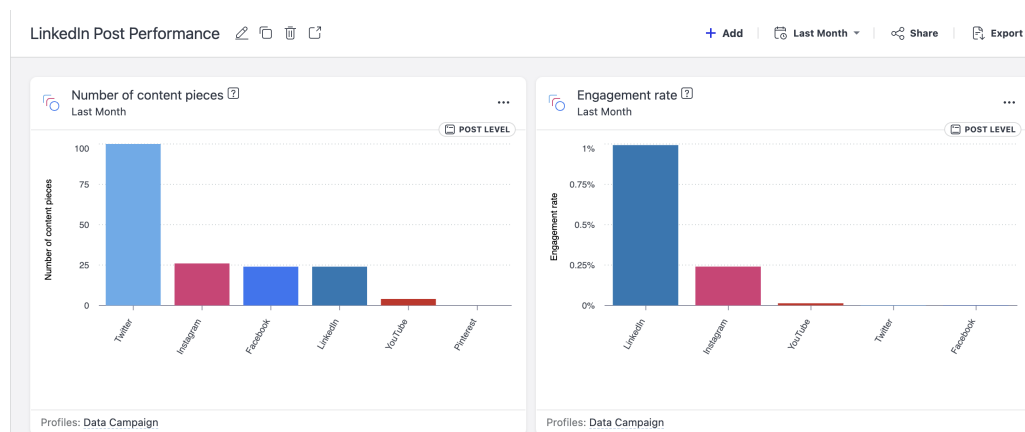 LinkedIn Post Performance
+ Add
Last Month
Share
Export
Number of content pieces ?
Last Month
POST LEVEL
Number of content pieces
100
75
50
25
0
Twitter
Instagram
Facebook
LinkedIn
YouTube
Pinterest
Profiles: Data Campaign
Engagement rate ?
Last Month
POST LEVEL
Engagement rate
1%
0.75%
0.5%
0.25%
0%
LinkedIn
Instagram
YouTube
Twitter
Facebook
Profiles: Data Campaign